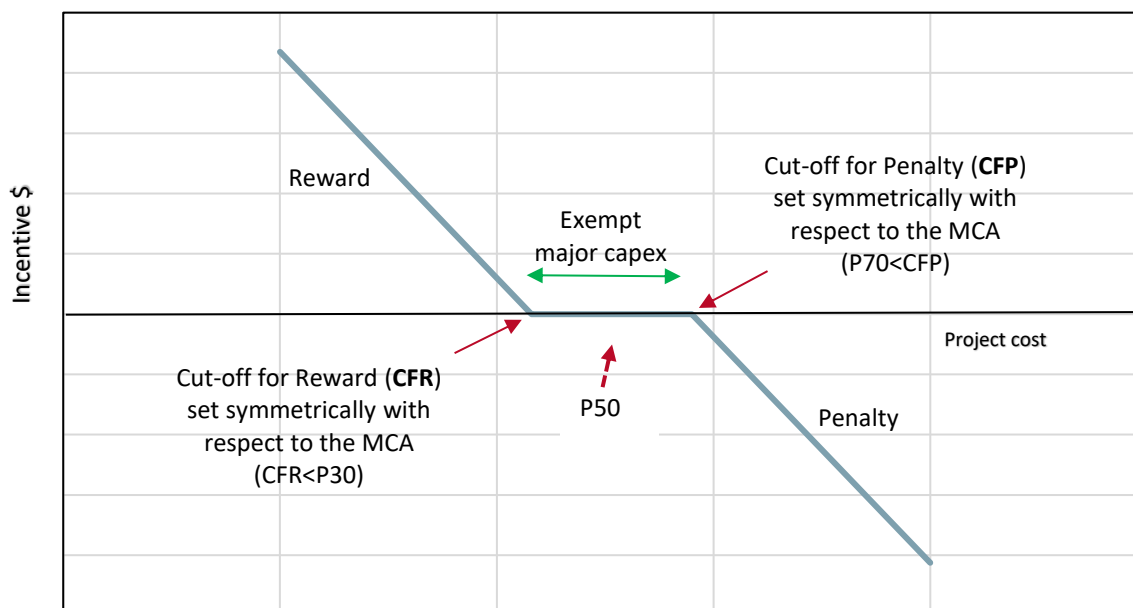 Incentive $
Reward
Exempt
major capex
Cut-off for Penalty (CFP)
set symmetrically with
respect to the MCA
(P70<CFP)
Project cost
Cut-off for Reward (CFR)
set symmetrically with
respect to the MCA
(CFR<P30)
P50
Penalty